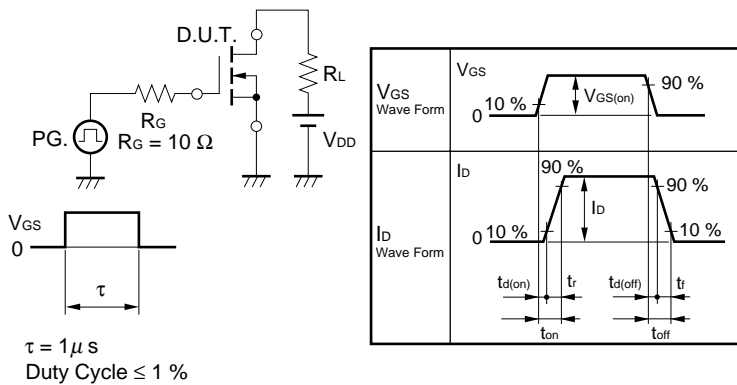 D.U.T.
RL
RG
RG = 10 Ω
PG.
VDD
VGS
0
τ
τ = 1μ s
Duty Cycle ≤ 1 %
VGS
Wave Form
VGS
10 %
0
VGS(on)
90 %
ID
Wave Form
ID
90 %
0
10 %
ID
90 %
10 %
td(on)
tr
td(off)
tf
ton
toff